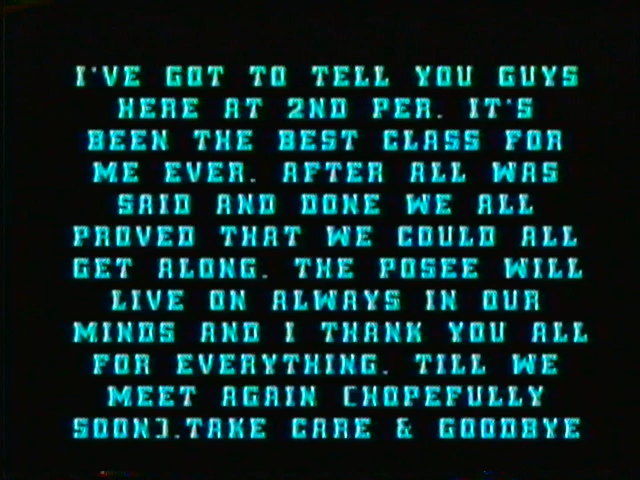 I'VE GOT TO TELL YOU GUYS
HERE AT 2ND PER. IT'S
BEEN THE BEST CLASS FOR
ME EVER. AFTER ALL WAS
SAID AND DONE WE ALL
PROVED THAT WE COULD ALL
GET ALONG. THE POSEE WILL
LIVE ON ALWAYS IN OUR
MINDS AND I THANK YOU ALL
FOR EVERYTHING. TILL WE
MEET AGAIN [HOPEFULLY
SOON].TAKE CARE & GOODBYE